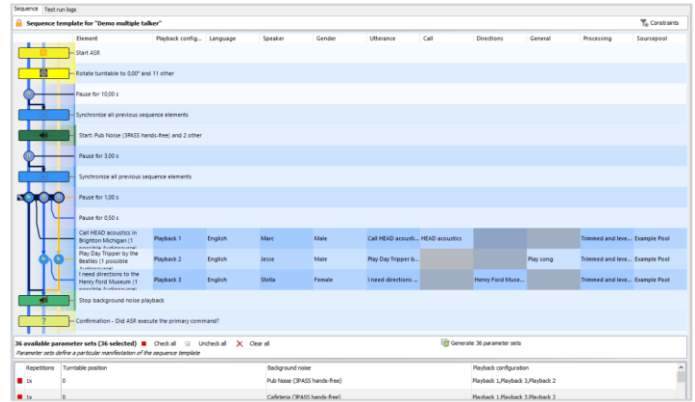 Sequence Test run logs
Sequence template for "Demo multiple talker" Constraints
Element Playback config... Language Speaker Gender Utterance Call Directions General Processing Sourcepool
Start ASR
Rotate turntable to 0,00° and 11 other
Pause for 10,00 s
Synchronize all previous sequence elements
Start: Pub Noise (3PASS hands-free) and 2 other
Pause for 3,00 s
Synchronize all previous sequence elements
Pause for 1,00 s
Pause for 0,50 s
Call HEAD acoustics in
Brighton Michigan (1 Playback 1 English Marc Male Call HEAD acousti... HEAD acoustics Trimmed and leve... Example Pool
possible Audiosource)
Play Day Tripper by the
Beatles (1 possible Playback 2 English Jesse Male Play Day Tripper b... Play song Trimmed and leve... Example Pool
Audiosource)
I need directions to the
Henry Ford Museum (1 Playback 3 English Stella Female I need directions ... Henry Ford Muse... Trimmed and leve... Example Pool
possible Audiosource)
Stop background noise playback
? Confirmation - Did ASR execute the primary command?
36 available parameter sets (36 selected) Check all Uncheck all Clear all Generate 36 parameter sets
Parameter sets define a particular manifestation of the sequence template
Repetitions Turntable position Background noise Playback configuration
1x 0 Pub Noise (3PASS hands-free) Playback 1,Playback 3,Playback 2
1x 0 Cafeteria (3PASS hands-free) Playback 1,Playback 3,Playback 2